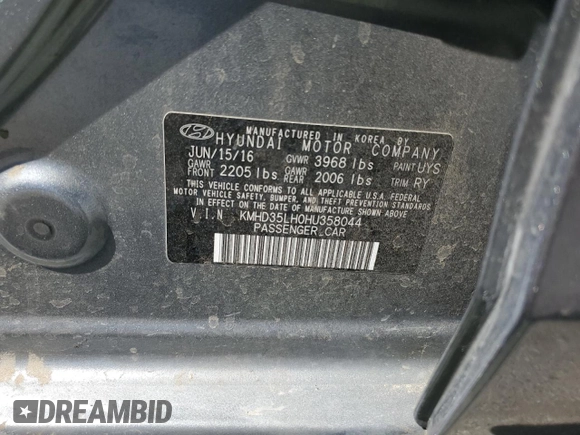 MANUFACTURED IN KOREA BY
HYUNDAI MOTOR COMPANY
JUN/15/16 GVWR 3968 lbs PAINT UYS
GAWR FRONT 2205 lbs GAWR REAR 2006 lbs TRIM RY
THIS VEHICLE CONFORMS TO ALL APPLICABLE U.S.A. FEDERAL
MOTOR VEHICLE SAFETY, BUMPER, AND THEFT PREVENTION STANDARDS
IN EFFECT ON THE DATE OF MANUFACTURE SHOWN ABOVE
V.I.N KMHD35LH0HU358044
PASSENGER CAR
DREAMBID